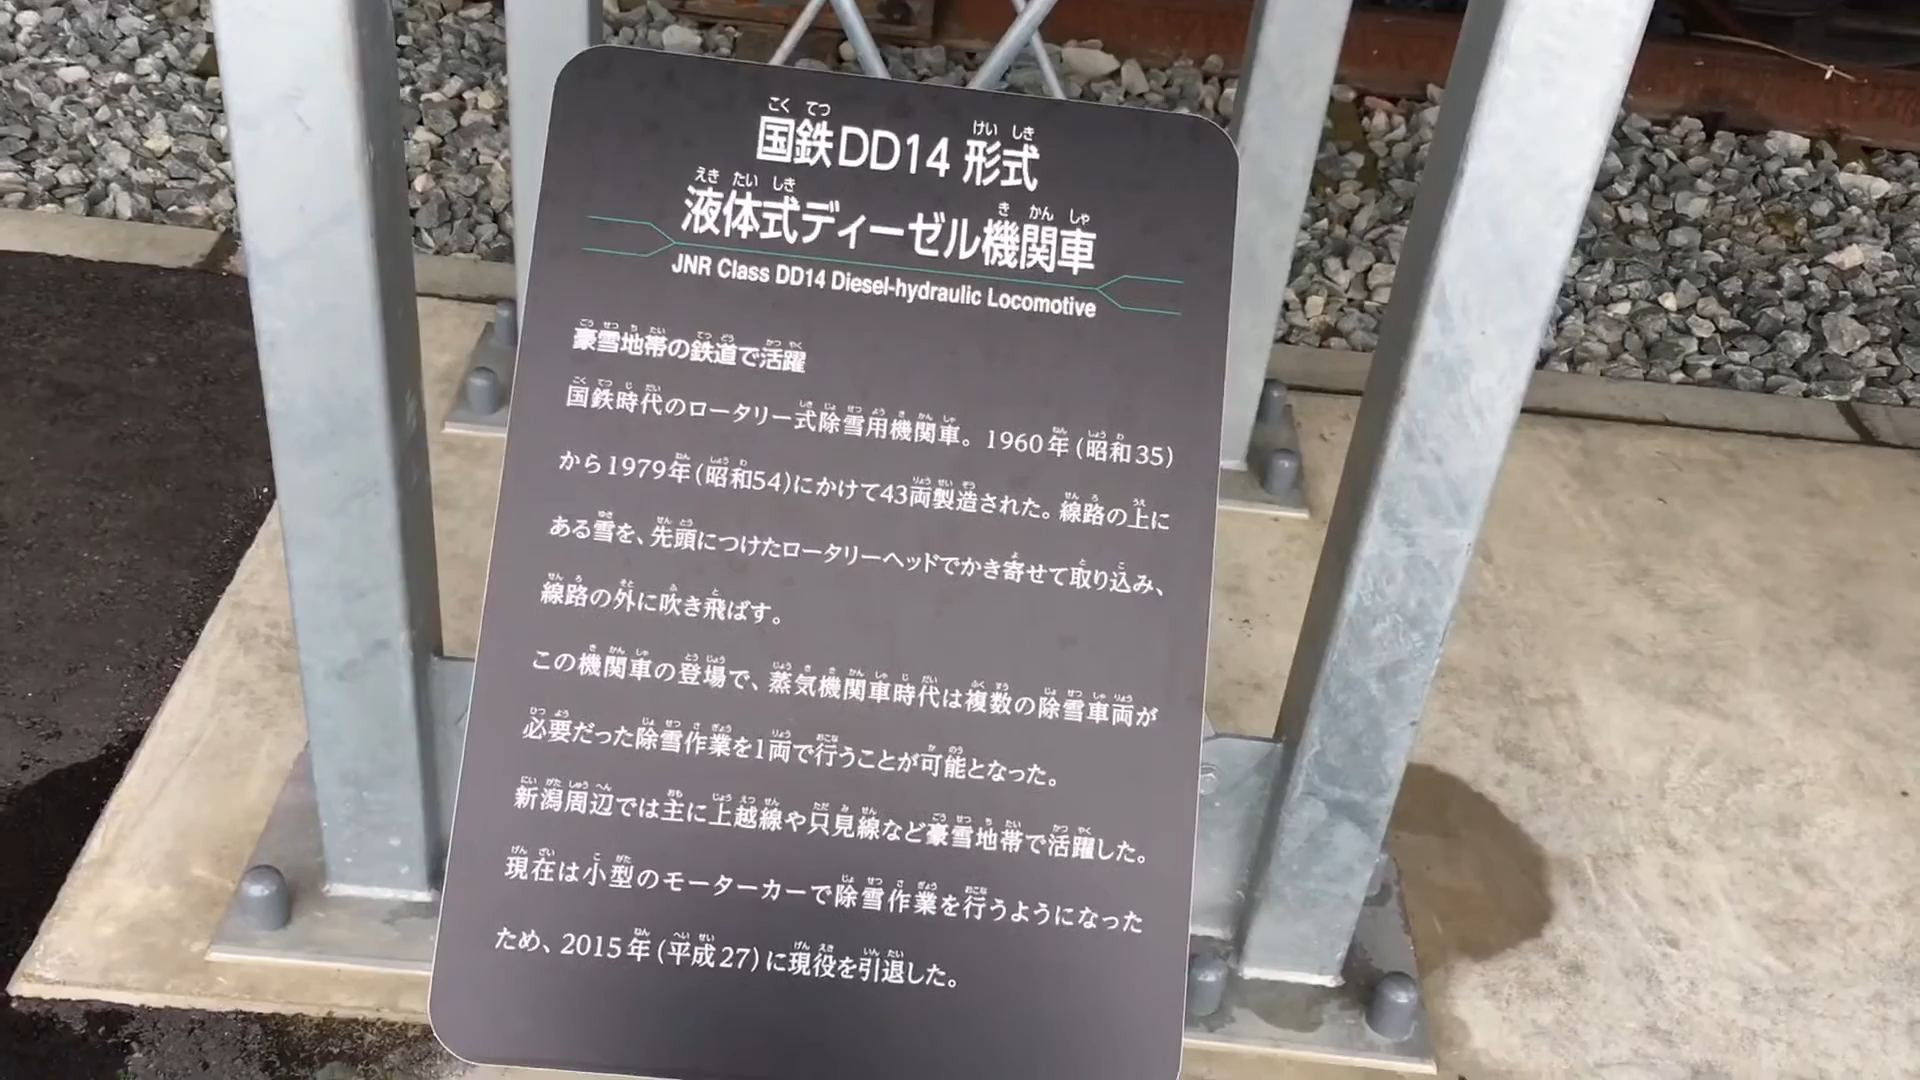 国鉄DD14 形式
液体式ディーゼル機関車
JNR Class DD14 Diesel-hydraulic Locomotive
豪雪地帯の鉄道で活躍
国鉄時代のロータリー式除雪用機関車。1960年(昭和35)
から1979年(昭和54)にかけて43両製造された。線路の上に
ある雪を、先頭につけたロータリーヘッドでかき寄せて取り込み、
線路の外に吹き飛ばす。
この機関車の登場で、蒸気機関車時代は複数の除雪車両が
必要だった除雪作業を1両で行うことが可能となった。
新潟周辺では主に上越線や只見線など豪雪地帯で活躍した。
現在は小型のモーターカーで除雪作業を行うようになった
ため、2015年(平成27)に現役を引退した。